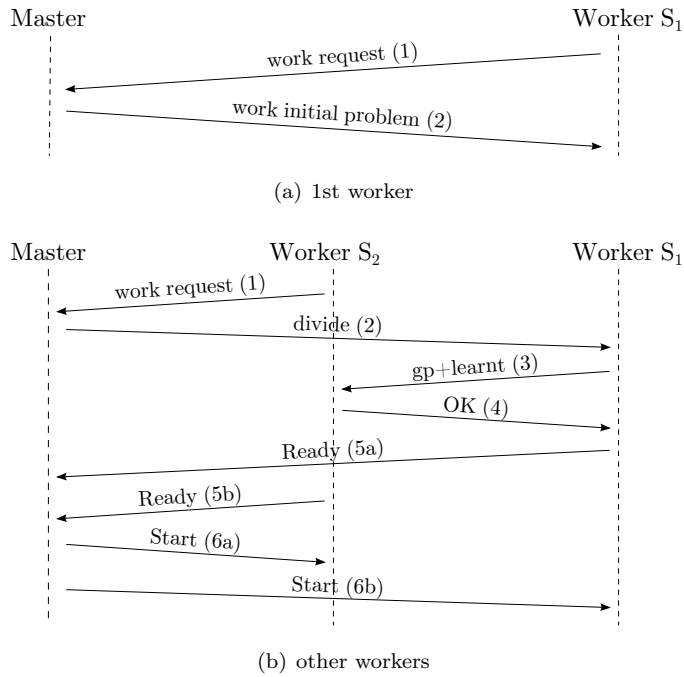 Master Worker S₁
work request (1)
work initial problem (2)
(a) 1st worker
Master Worker S₂ Worker S₁
work request (1)
divide (2)
gp+learnt (3)
OK (4)
Ready (5a)
Ready (5b)
Start (6a)
Start (6b)
(b) other workers